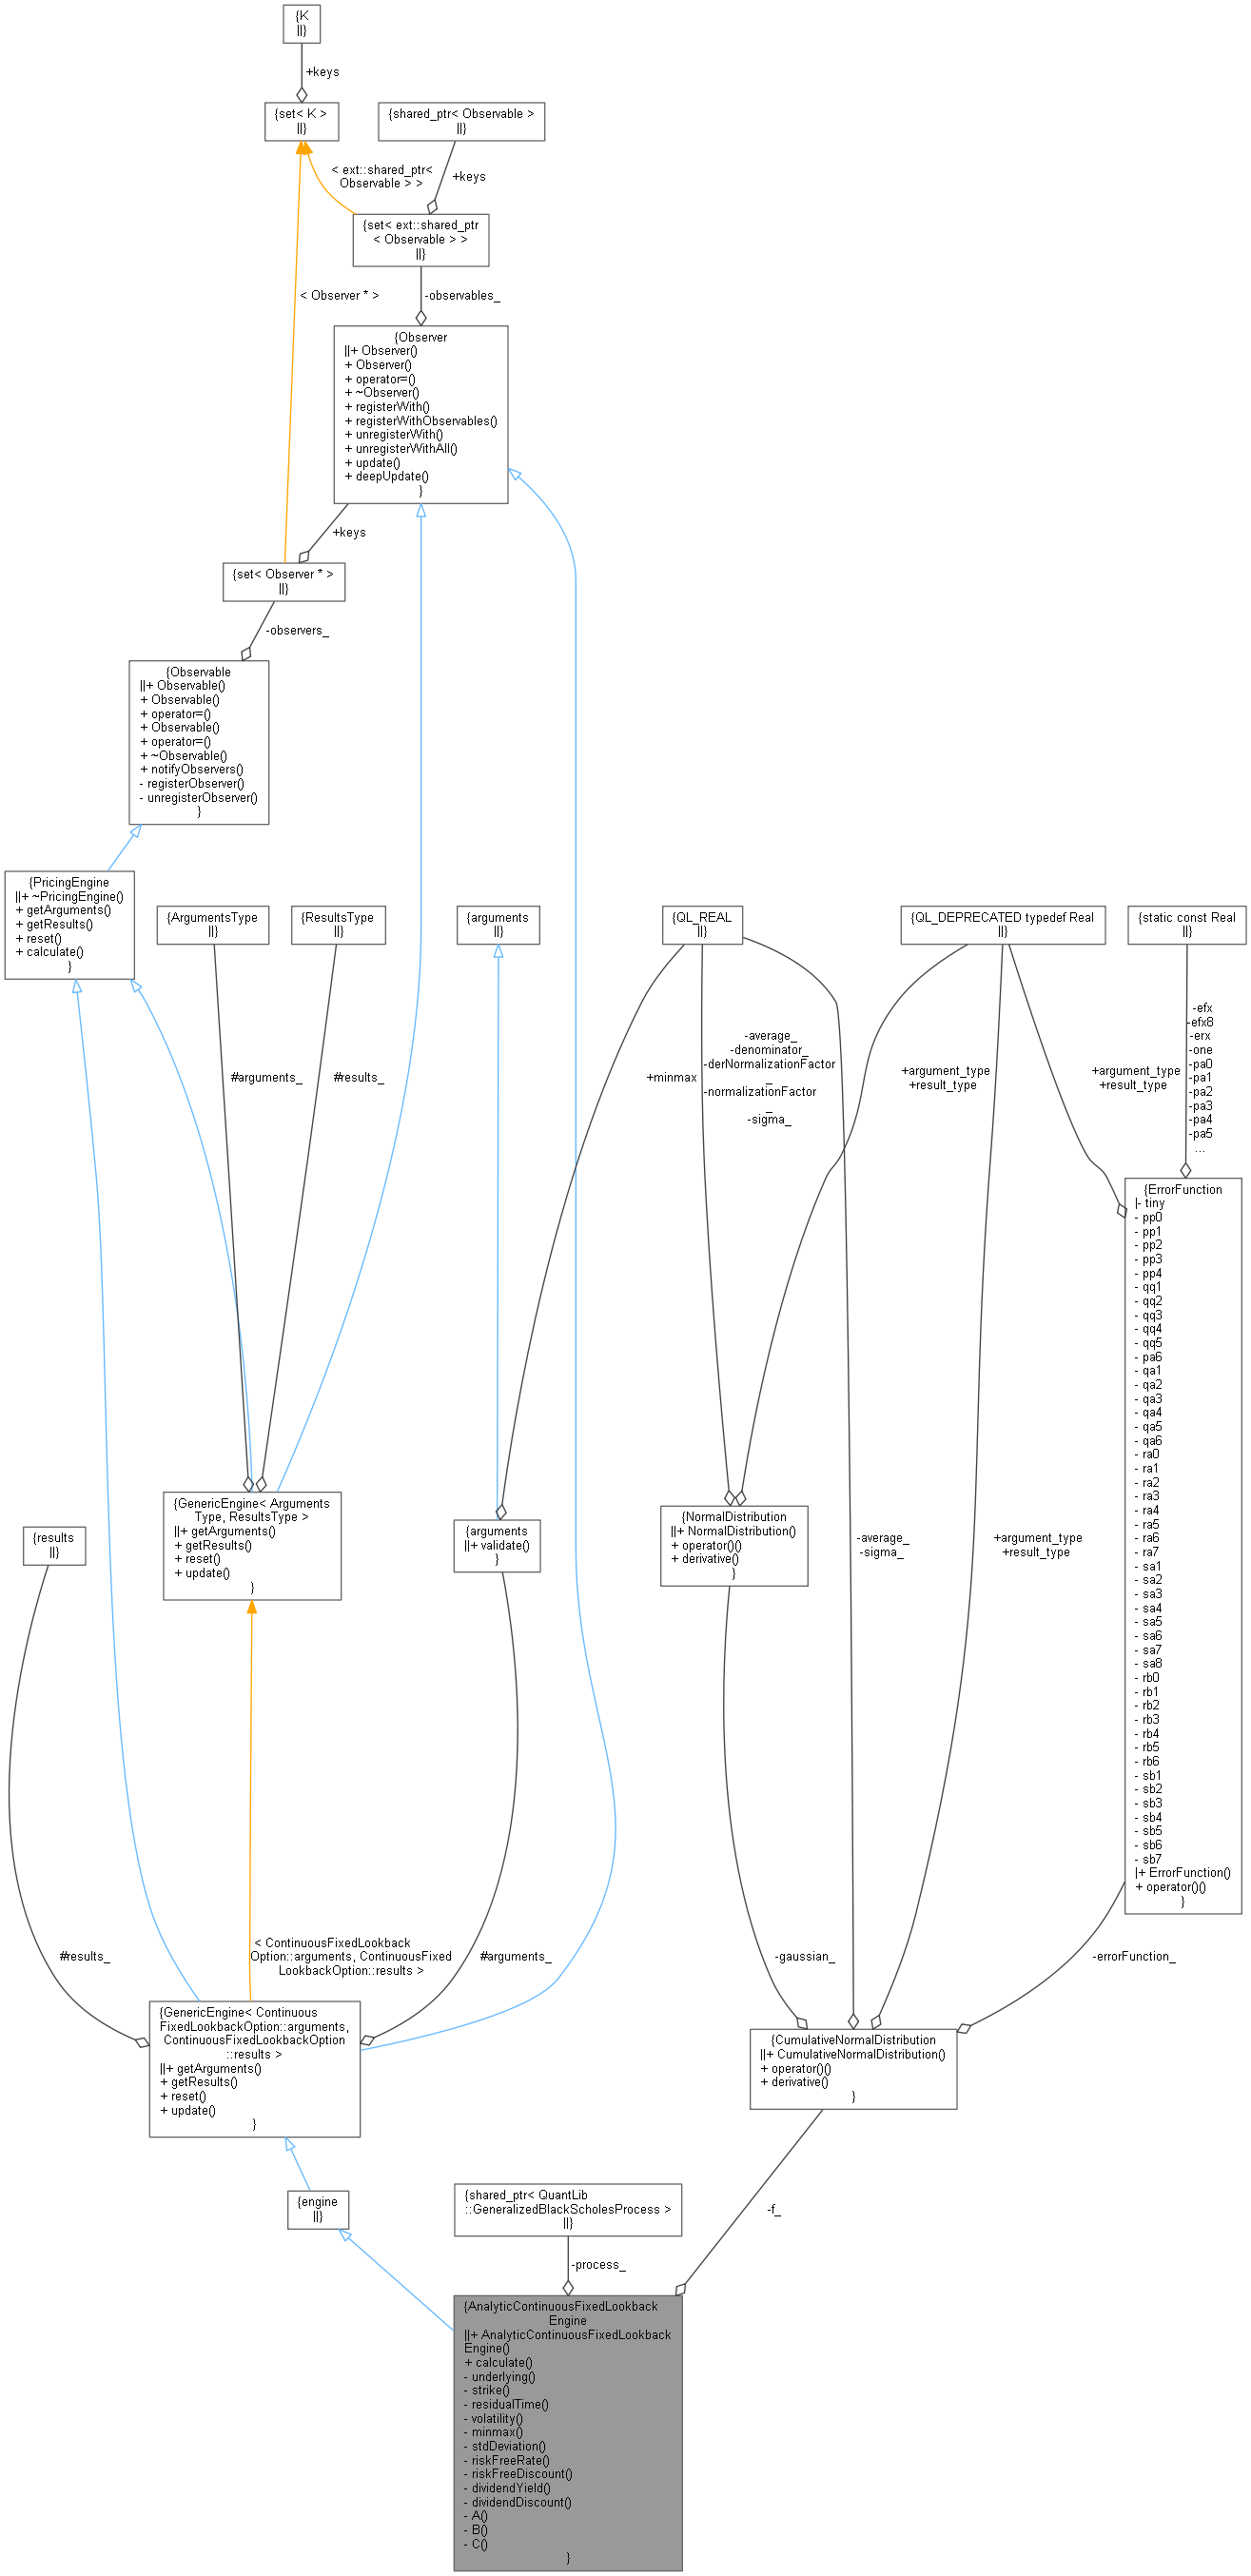 {K
||}
+keys
{set< K >
||}
{shared_ptr< Observable >
||}
< ext::shared_ptr<
Observable > >
+keys
{set< ext::shared_ptr
< Observable > >
||}
< Observer * >
-observables_
{Observer
||+ Observer()
+ Observer()
+ operator=()
+ ~Observer()
+ registerWith()
+ registerWithObservables()
+ unregisterWith()
+ unregisterWithAll()
+ update()
+ deepUpdate()
}
+keys
{set< Observer * >
||}
-observers_
{Observable
||+ Observable()
+ Observable()
+ operator=()
+ Observable()
+ operator=()
+ ~Observable()
+ notifyObservers()
- registerObserver()
- unregisterObserver()
}
{PricingEngine
||+ ~PricingEngine()
+ getArguments()
+ getResults()
+ reset()
+ calculate()
}
{ArgumentsType
||}
{ResultsType
||}
{arguments
||}
{QL_REAL
||}
{QL_DEPRECATED typedef Real
||}
{static const Real
||}
#arguments_
#results_
+minmax
-average_
-denominator_
-derNormalizationFactor
_
-normalizationFactor
_
-sigma_
+argument_type
+result_type
+argument_type
+result_type
-efx
-efx8
-erx
-one
-pa0
-pa1
-pa2
-pa3
-pa4
-pa5
...
{ErrorFunction
|- tiny
- pp0
- pp1
- pp2
- pp3
- pp4
- qq1
- qq2
- qq3
- qq4
- qq5
- pa6
- qa1
- qa2
- qa3
- qa4
- qa5
- qa6
- ra0
- ra1
- ra2
- ra3
- ra4
- ra5
- ra6
- ra7
- sa1
- sa2
- sa3
- sa4
- sa5
- sa6
- sa7
- sa8
- rb0
- rb1
- rb2
- rb3
- rb4
- rb5
- rb6
- sb1
- sb2
- sb3
- sb4
- sb5
- sb6
- sb7
|+ ErrorFunction()
+ operator()()
}
{results
||}
{GenericEngine< Arguments
Type, ResultsType >
||+ getArguments()
+ getResults()
+ reset()
+ update()
}
{arguments
||+ validate()
}
{NormalDistribution
||+ NormalDistribution()
+ operator()()
+ derivative()
}
-average_
-sigma_
+argument_type
+result_type
#results_
< ContinuousFixedLookback
Option::arguments, ContinuousFixed
LookbackOption::results >
#arguments_
-gaussian_
-errorFunction_
{GenericEngine< Continuous
FixedLookbackOption::arguments,
ContinuousFixedLookbackOption
::results >
||+ getArguments()
+ getResults()
+ reset()
+ update()
}
{CumulativeNormalDistribution
||+ CumulativeNormalDistribution()
+ operator()()
+ derivative()
}
{engine
||}
{shared_ptr< QuantLib
::GeneralizedBlackScholesProcess >
||}
-f_
-process_
{AnalyticContinuousFixedLookback
Engine
||+ AnalyticContinuousFixedLookback
Engine()
+ calculate()
- underlying()
- strike()
- residualTime()
- volatility()
- minmax()
- stdDeviation()
- riskFreeRate()
- riskFreeDiscount()
- dividendYield()
- dividendDiscount()
- A()
- B()
- C()
}